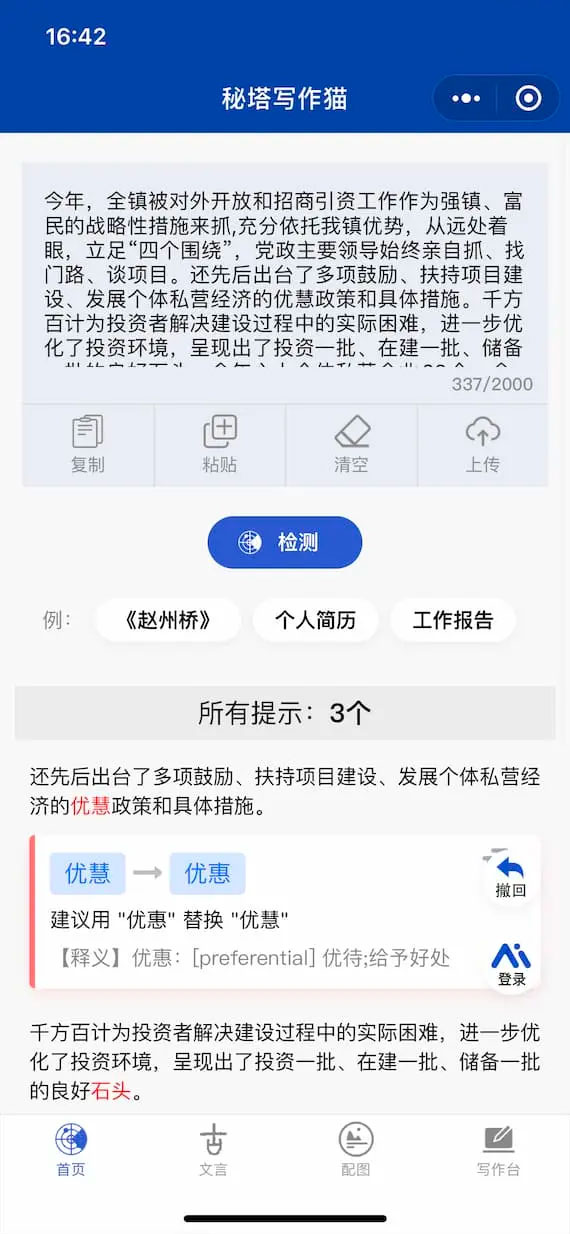 16:42
秘塔写作猫
今年，全镇被对外开放和招商引资工作作为强镇、富
民的战略性措施来抓,充分依托我镇优势，从远处着
眼，立足“四个围绕”，党政主要领导始终亲自抓、找
门路、谈项目。还先后出台了多项鼓励、扶持项目建
设、发展个体私营经济的优慧政策和具体措施。千方
百计为投资者解决建设过程中的实际困难，进一步优
化了投资环境，呈现出了投资一批、在建一批、储备
337/2000
复制
粘贴
清空
上传
检测
例：
《赵州桥》
个人简历
工作报告
所有提示：3个
还先后出台了多项鼓励、扶持项目建设、发展个体私营经
济的优慧政策和具体措施。
优慧
优惠
撤回
建议用 "优惠" 替换 "优慧"
【释义】优惠：[preferential] 优待;给予好处
登录
千方百计为投资者解决建设过程中的实际困难，进一步优
化了投资环境，呈现出了投资一批、在建一批、储备一批
的良好石头。
首页
文言
配图
写作台